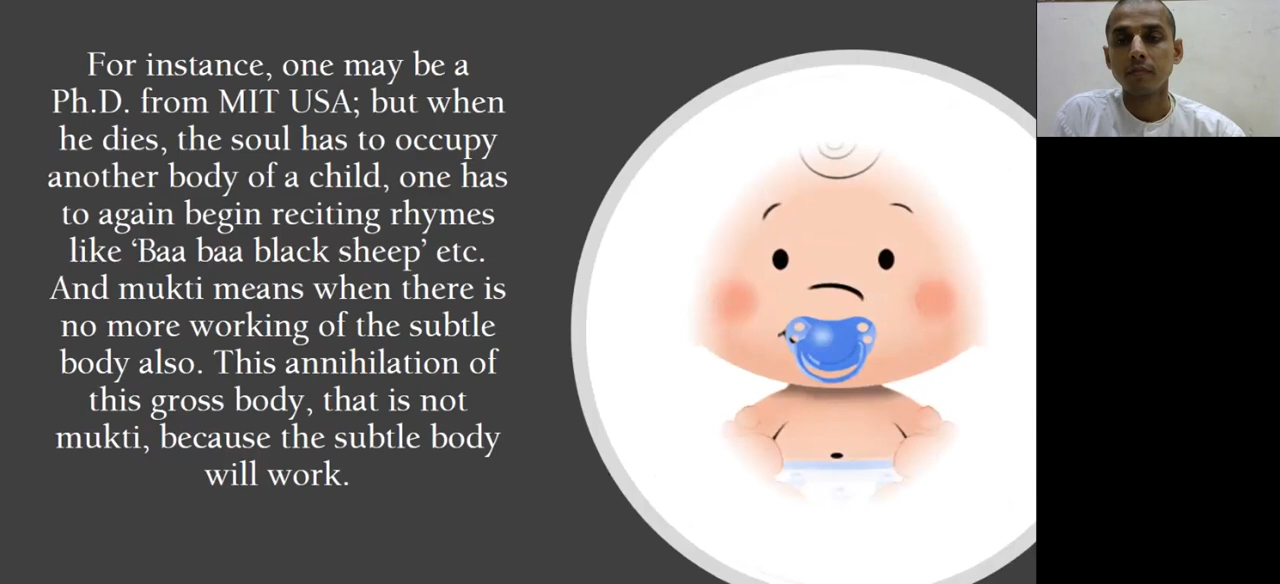 For instance, one may be a
Ph.D. from MIT USA; but when
he dies, the soul has to occupy
another body of a child, one has
to again begin reciting rhymes
like ‘Baa baa black sheep’ etc.
And mukti means when there is
no more working of the subtle
body also. This annihilation of
this gross body, that is not
mukti, because the subtle body
will work.